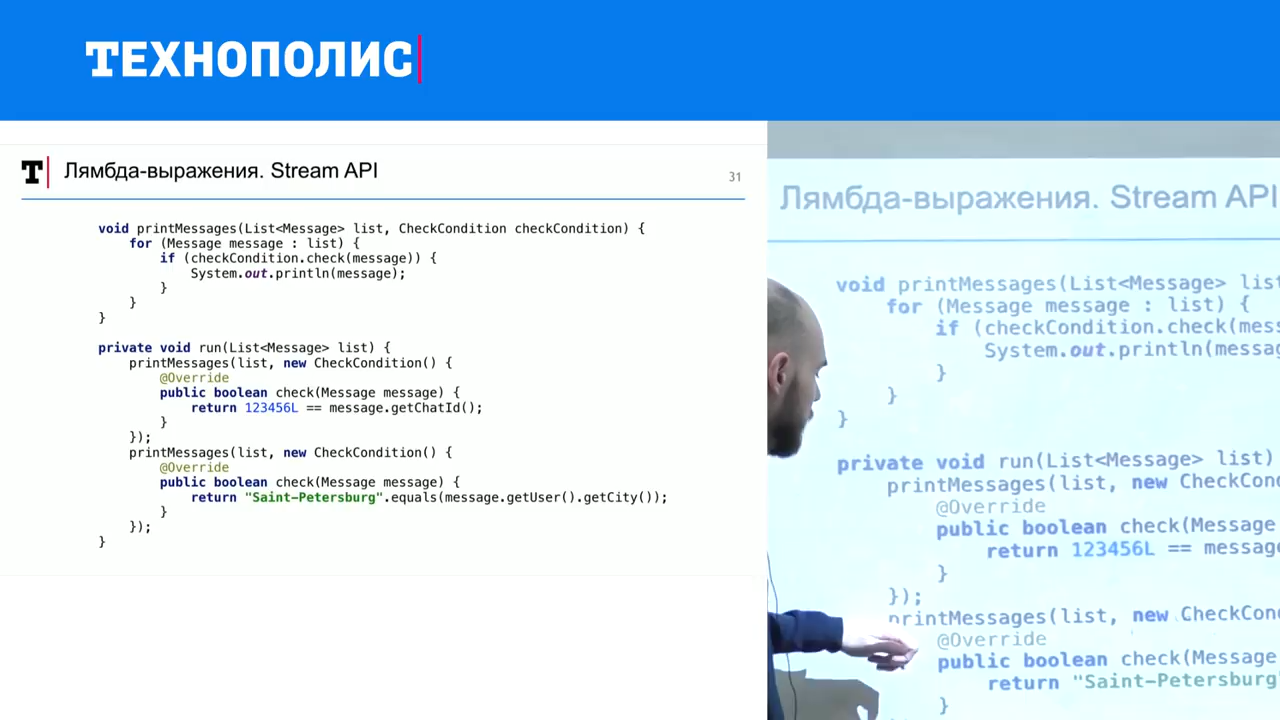 ТЕХНОПОЛИС
Т Лямбда-выражения. Stream API
31
void printMessages(List<Message> list, CheckCondition checkCondition) {
for (Message message : list) {
if (checkCondition.check(message)) {
System.out.println(message);
}
}
}
private void run(List<Message> list) {
printMessages(list, new CheckCondition() {
@Override
public boolean check(Message message) {
return 123456L == message.getChatId();
}
});
printMessages(list, new CheckCondition() {
@Override
public boolean check(Message message) {
return "Saint-Petersburg".equals(message.getUser().getCity());
}
});
}
Лямбда-выражения. Stream API
void printMessages(List<Message> list
for (Message message : list) {
if (checkCondition.check(mess
System.out.println(messag
}
}
}
private void run(List<Message> list)
printMessages(list, new CheckCond
@Override
public boolean check(Message
return 123456L == message
}
});
printMessages(list, new CheckCond
@Override
public boolean check(Message
return "Saint-Petersburg
}